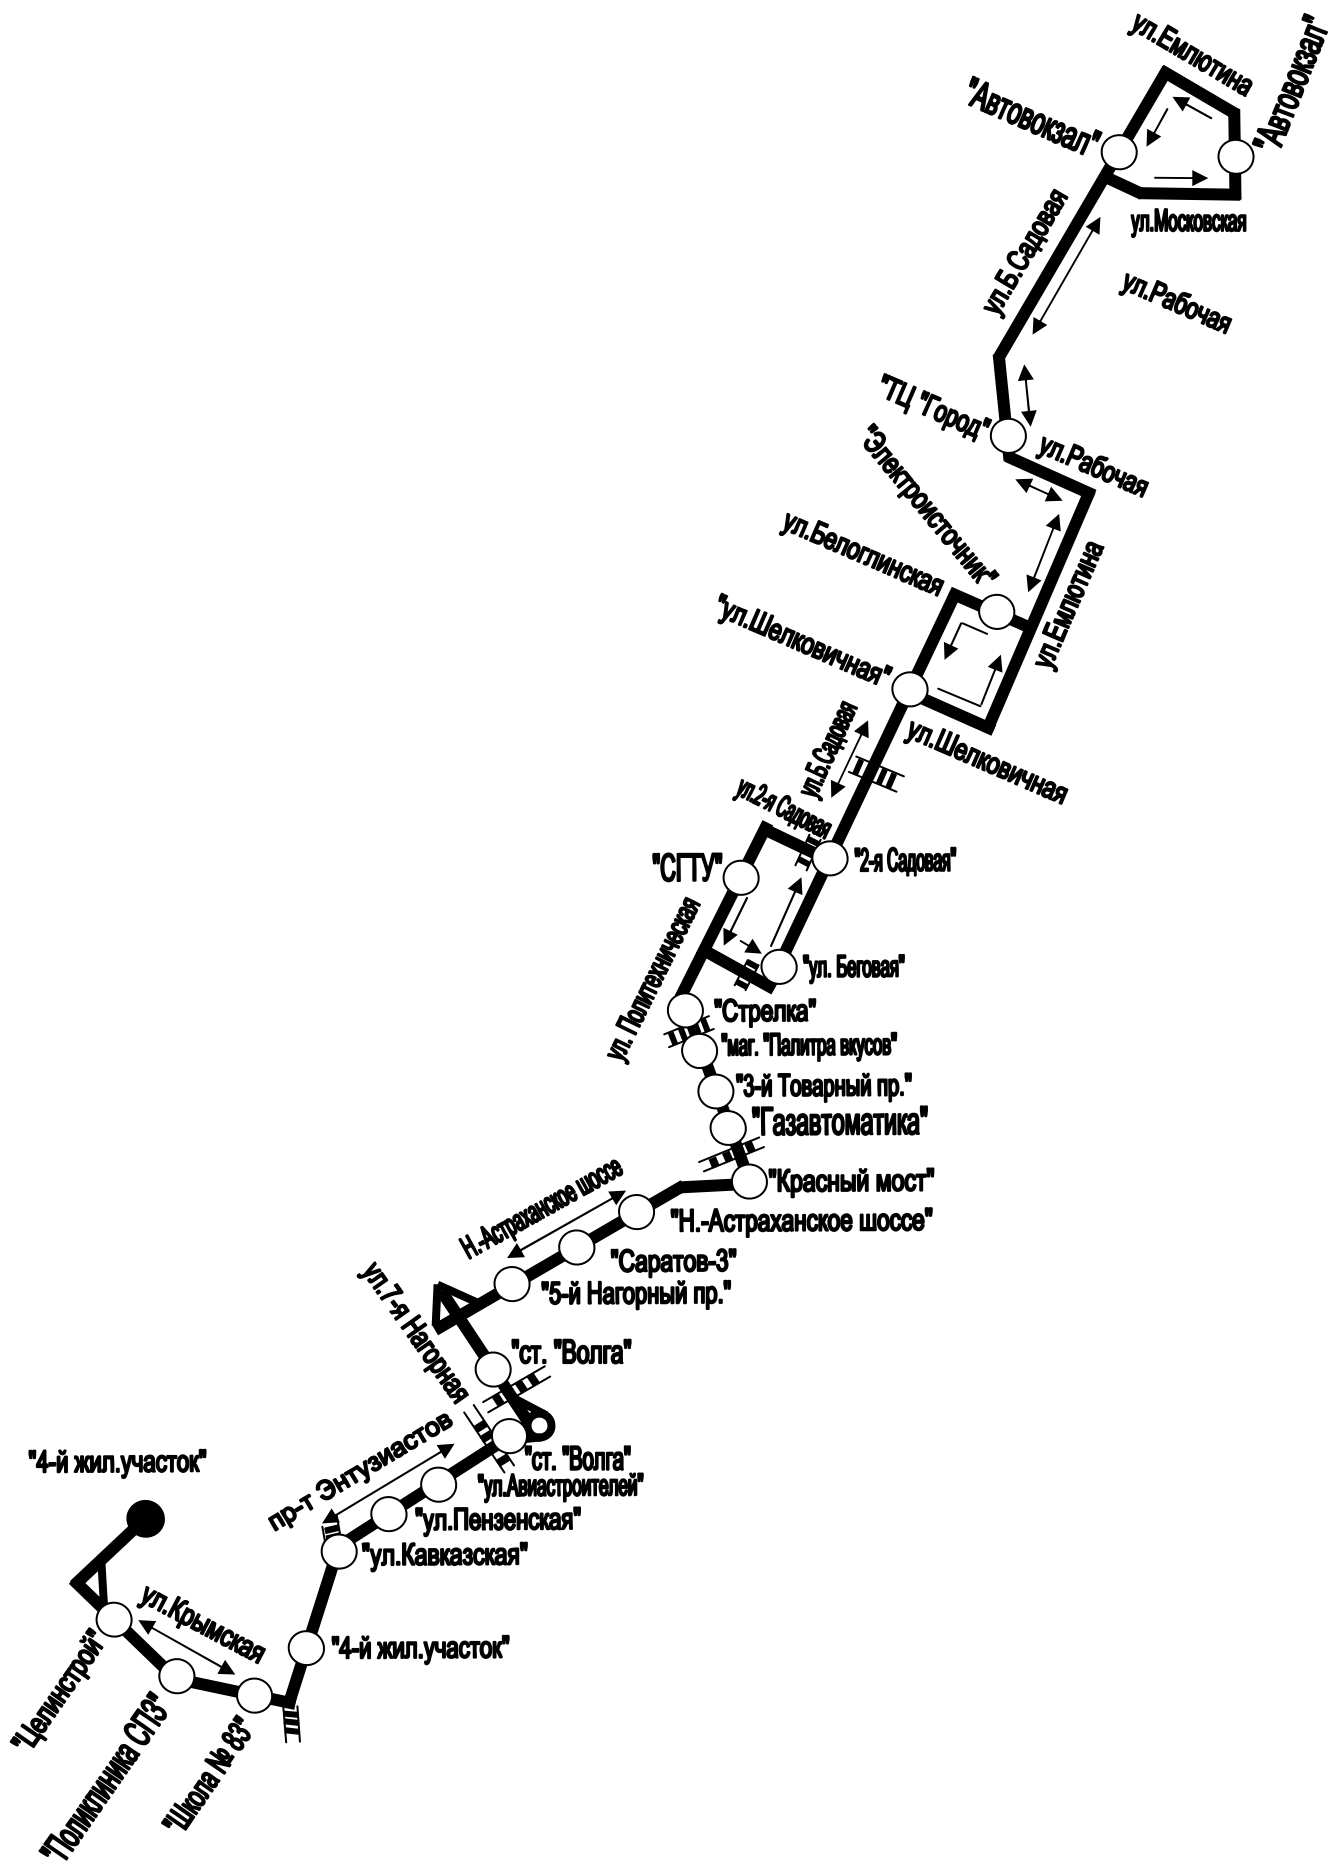 ул.Емлютина
"Автовокзал"
"Автовокзал"
ул.Московская
ул.Б.Садовая
ул.Рабочая
"ТЦ "Город"
ул.Рабочая
"Электроисточник"
ул.Белоглинская
ул.Емлютина
"ул.Шелковичная"
ул.Шелковичная
ул.Б.Садовая
ул.2-я Садовая
"2-я Садовая"
"СГТУ"
ул. Политехническая
"ул. Беговая"
"Стрелка"
"маг. "Палитра вкусов"
"3-й Товарный пр."
"Газавтоматика"
"Красный мост"
Н.-Астраханское шоссе
"Н.-Астраханское шоссе"
"Саратов-3"
"5-й Нагорный пр."
ул.7-я Нагорная
"ст. "Волга"
пр-т Энтузиастов
"ст. "Волга"
"4-й жил.участок"
"ул.Авиастроителей"
"ул.Пензенская"
"ул.Кавказская"
ул.Крымская
"4-й жил.участок"
"Целинстрой"
"Поликлиника СПЗ"
"Школа № 83"